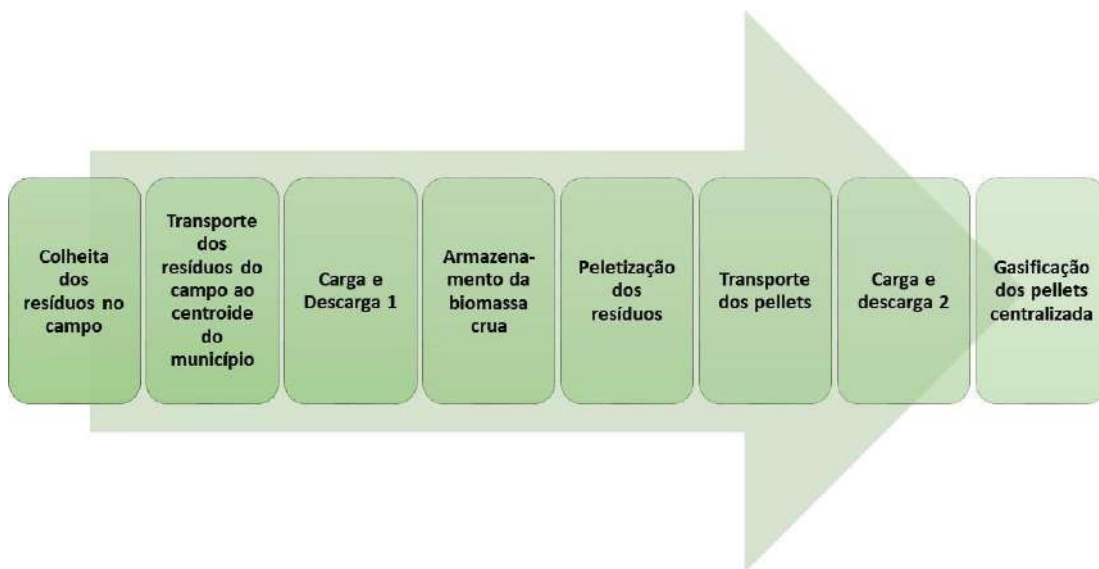 Colheita
dos
resíduos no
campo
Transporte
dos
resíduos do
campo ao
centroide
do
município
Carga e
Descarga 1
Armazena-
mento da
biomassa
crua
Peletização
dos
resíduos
Transporte
dos pellets
Carga e
descarga 2
Gasificação
dos pellets
centralizada